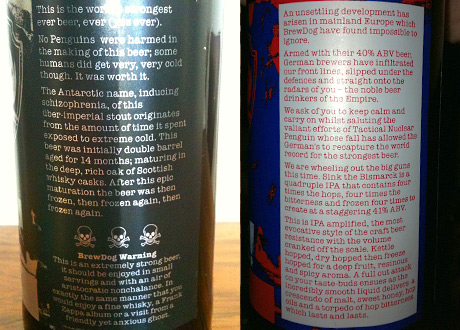 This is the world's strongest
ever beer, ever (yes ever).
No Penguins were harmed in
the making of this beer; some
humans did get very, very cold
though. It was worth it.
The Antarctic name, inducing
schizophrenia, of this
über-imperial stout originates
from the amount of time it spent
exposed to extreme cold. This
beer was initially double barrel
aged for 14 months; maturing in
the deep, rich oak of Scottish
whisky casks. After this epic
maturation the beer was then
frozen, then frozen again, then
frozen again.
BrewDog Warning
This is an extremely strong beer,
it should be enjoyed in small
servings and with an air of
aristocratic nonchalance. In
exactly the same manner that you
would enjoy a fine whisky, a Frank
Zappa album or a visit from a
friendly yet anxious ghost.
An unsettling development has
arisen in mainland Europe which
BrewDog have found impossible to
ignore.
Armed with their 40% ABV beer,
German brewers have infiltrated
our front lines, slipped under the
defences and straight onto the
radars of you - the noble beer
drinkers of the Empire.
We ask of you to keep calm and
carry on whilst saluting the
valiant efforts of Tactical Nuclear
Penguin whose fall has allowed the
German's to recapture the world
record for the strongest beer.
We are wheeling out the big guns
this time. Sink the Bismarck is a
quadruple IPA that contains four
times the hops, four times the
bitterness and frozen four times to
create at a staggering 41% ABV.
This is IPA amplified, the most
evocative style of the craft beer
resistance with the volume
cranked off the scale. Kettle
hopped, dry hopped then freeze
hopped for a deep fruit, resinous
and spicy aroma. A full out attack
on your taste-buds ensues as the
incredibly smooth liquid delivers a
crescendo of malt, sweet honey, hop
oils and a torpedo of hop bitterness
which lasts and lasts.